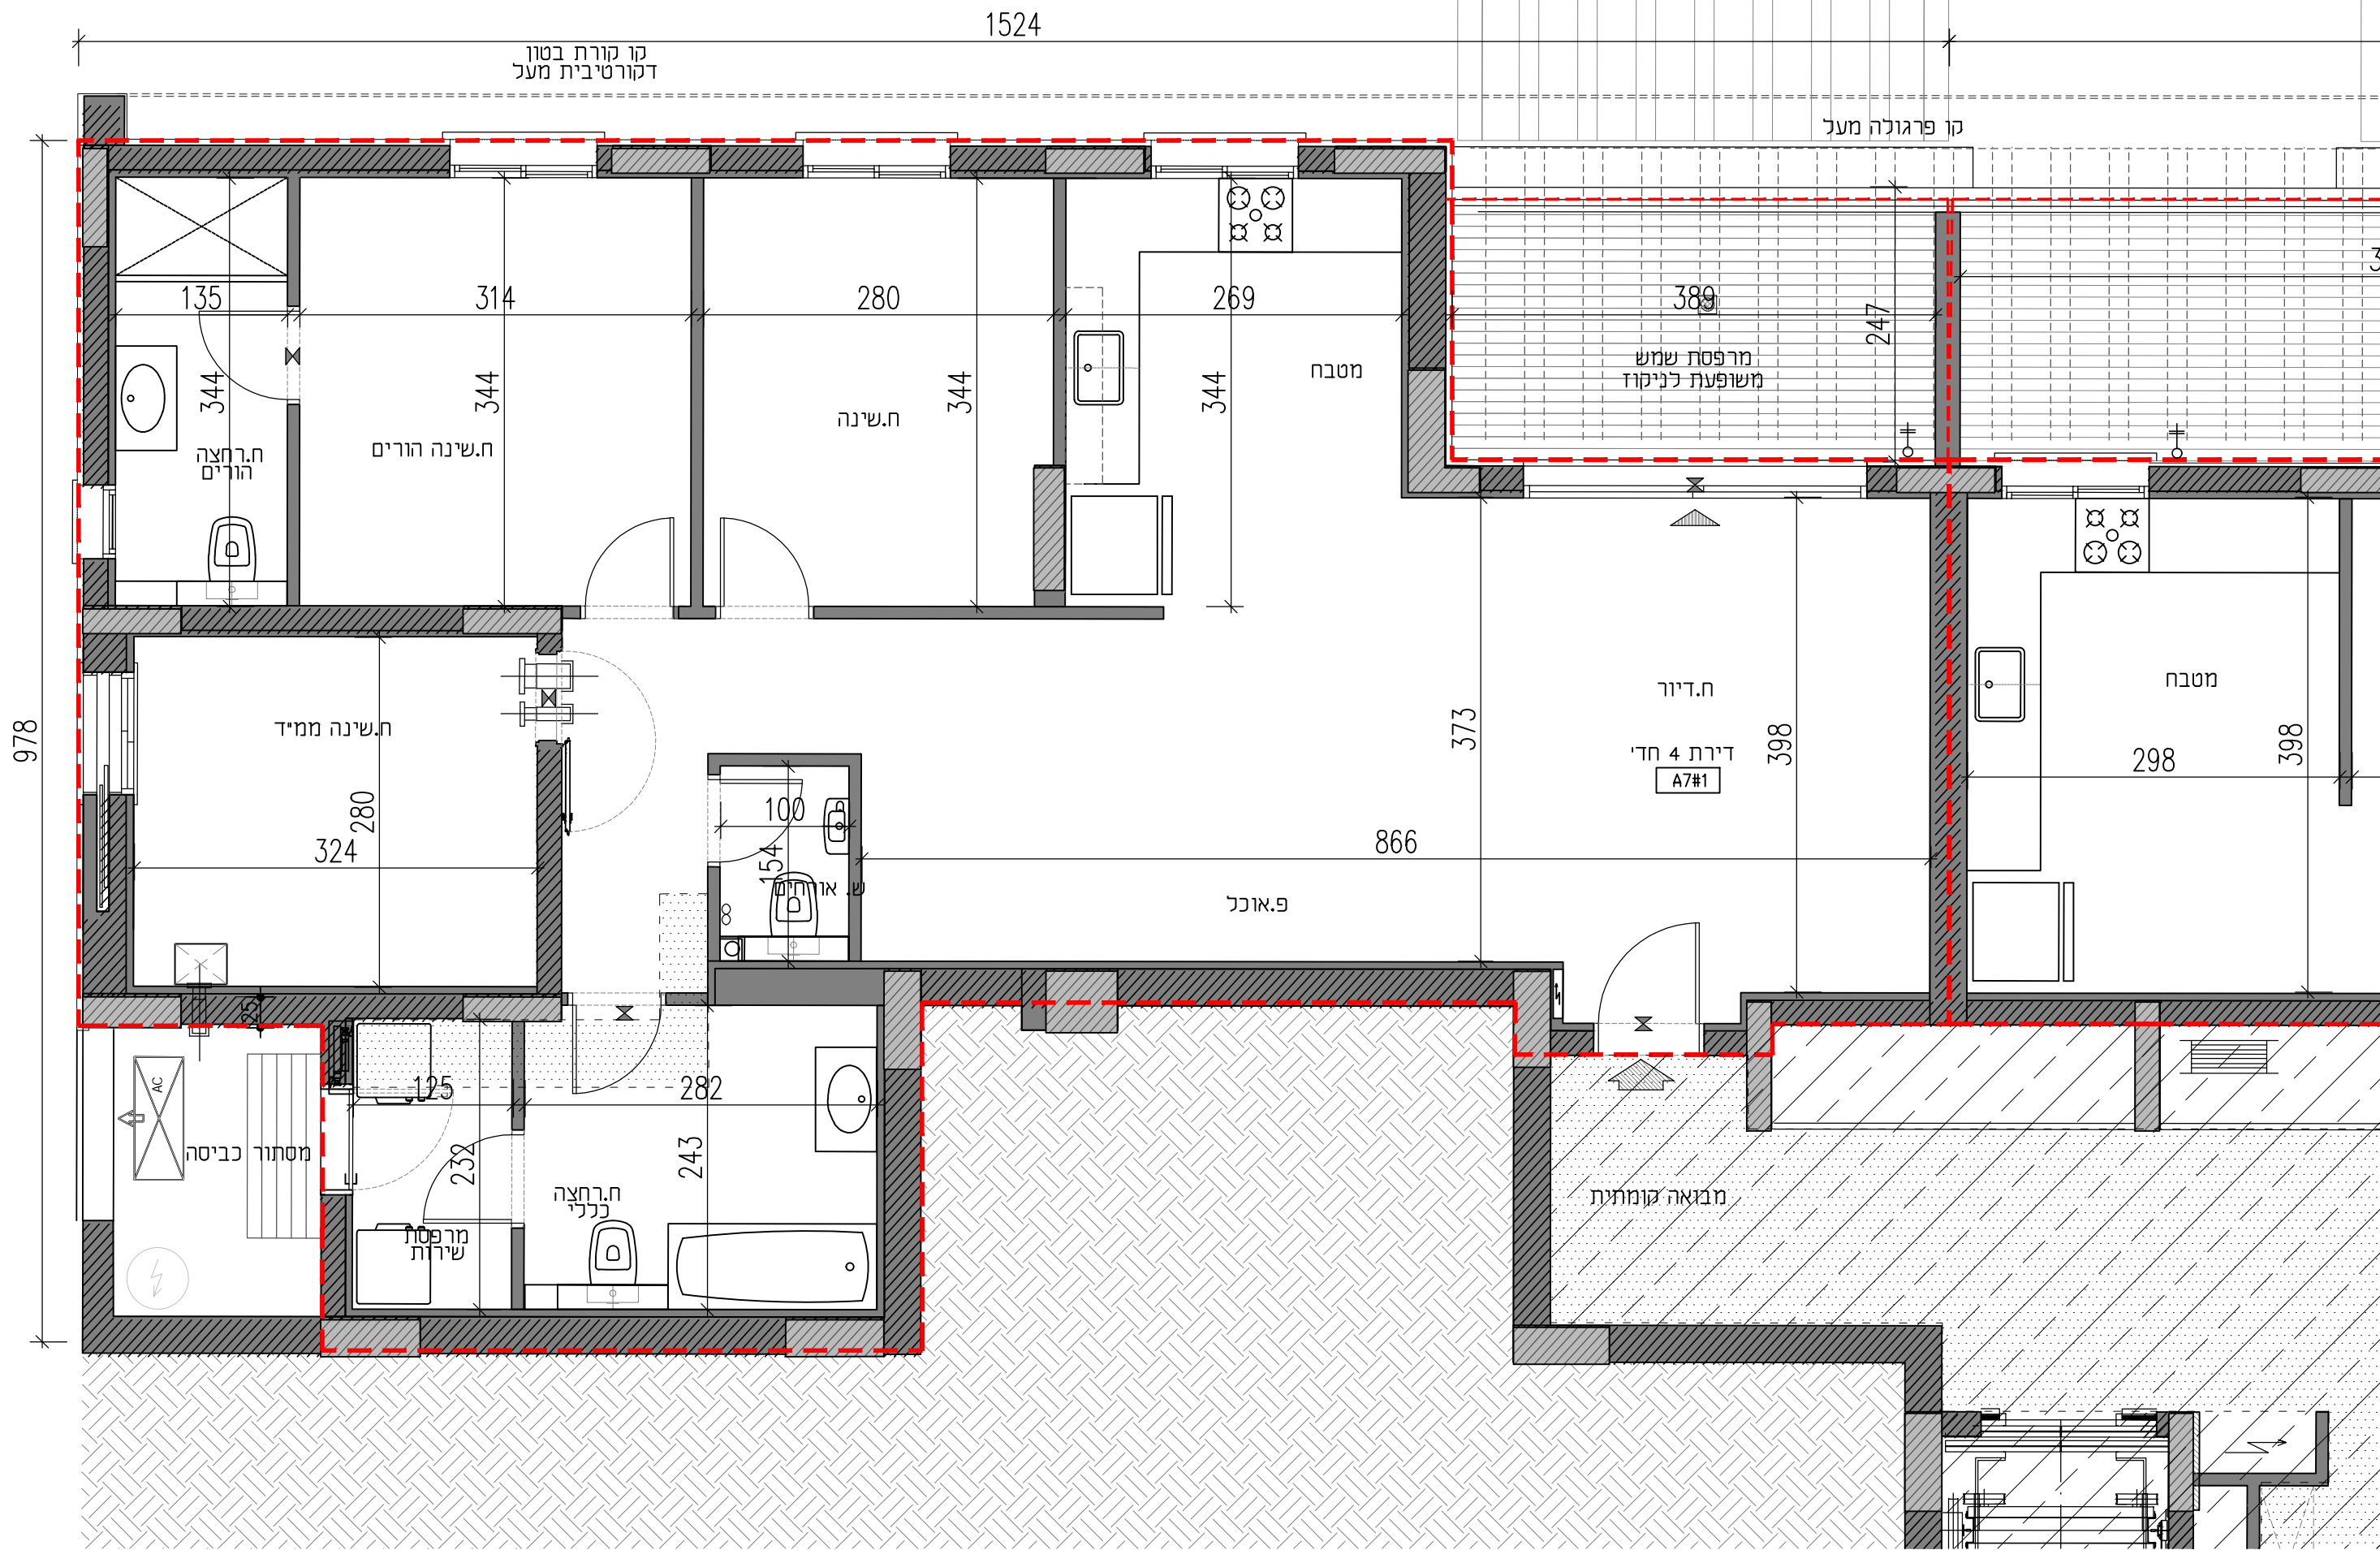 1524
קו קורת בטון
דקורטיבית מעל
קו פרגולה מעל
135
314
280
269
389
247
344
344
344
344
מטבח
מרפסת שמש
משופעת לניקוז
ח.שינה
ח.שינה הורים
ח.רחצה
הורים
978
ח.שינה ממ"ד
280
324
ח.דיור
373
398
דירת 4 חדי'
A7#1
מטבח
298
398
100
154
ש. אורחים
866
פ.אוכל
25
AC
מסתור כביסה
125
282
232
243
ח.רחצה
כללי
מרפסת
שירות
מבואה קומתית